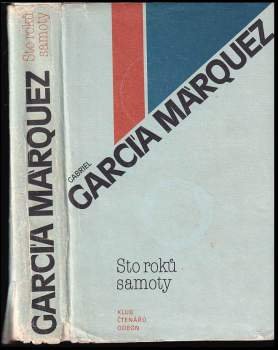 GARCÍA MÁRQUEZ
Sto roků
samoty
GABRIEL
GARCÍA MÁRQUEZ
Sto roků
samoty
KLUB
ČTENÁŘŮ
ODEON